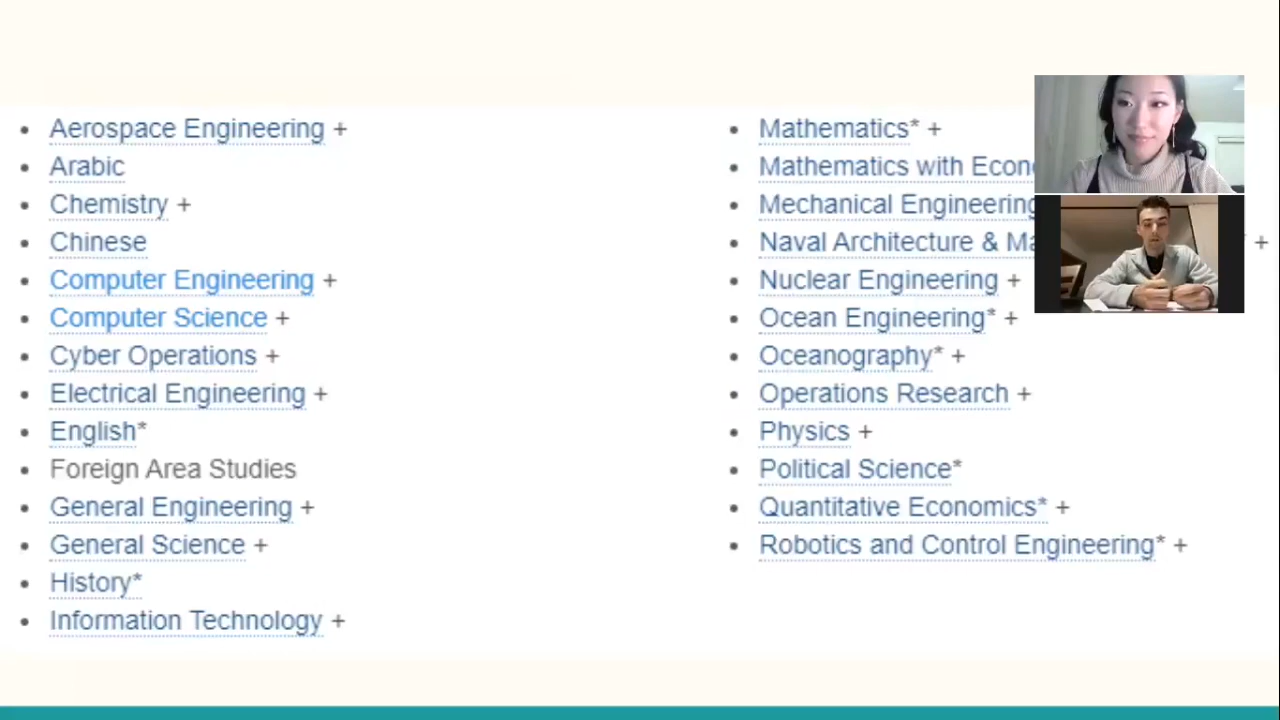 Aerospace Engineering +
Arabic
Chemistry +
Chinese
Computer Engineering +
Computer Science +
Cyber Operations +
Electrical Engineering +
English*
Foreign Area Studies
General Engineering +
General Science +
History*
Information Technology +
Mathematics* +
Mathematics with
Mechanical Engineering
Naval Architecture & +
Nuclear Engineering +
Ocean Engineering* +
Oceanography* +
Operations Research +
Physics +
Political Science*
Quantitative Economics* +
Robotics and Control Engineering* +